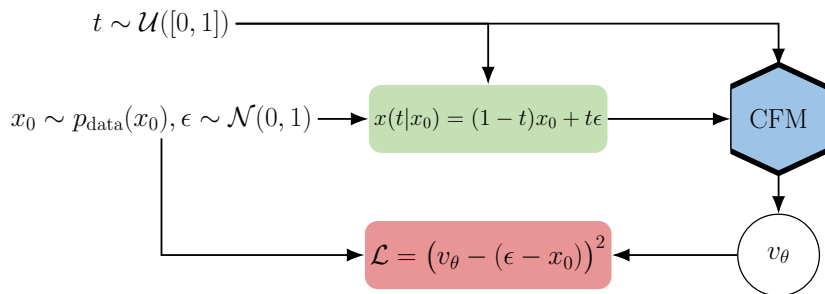 t ∼ 𝒰([0, 1])
x₀ ∼ p_data(x₀), ϵ ∼ 𝒩(0, 1)
x(t|x₀) = (1 − t)x₀ + tϵ
CFM
ℒ = (v_θ − (ϵ − x₀))²
v_θ